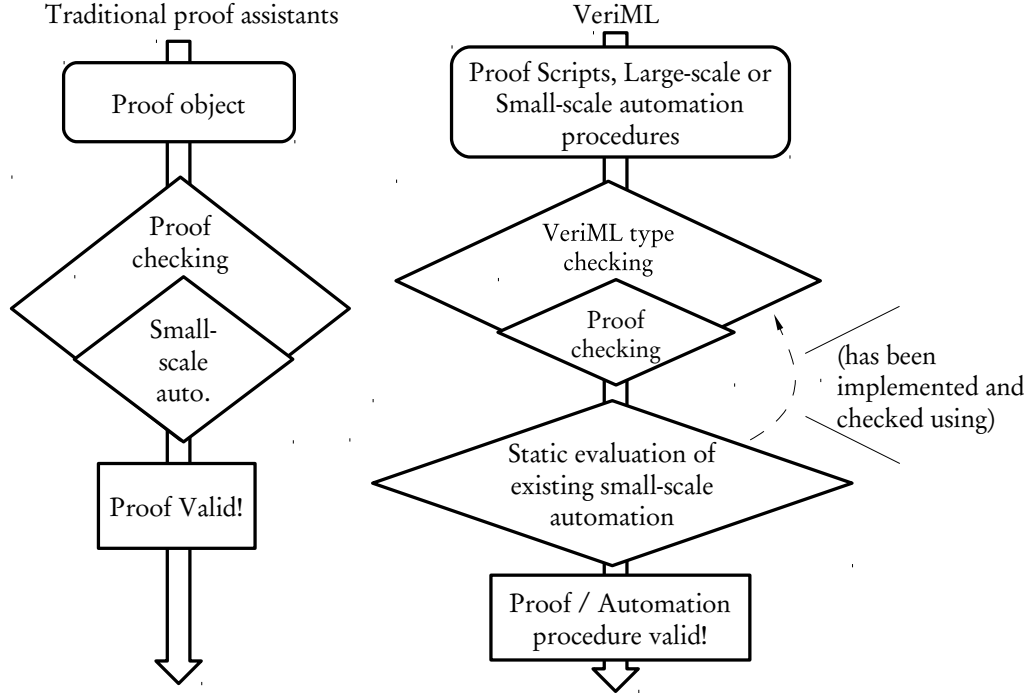 Traditional proof assistants
Proof object
Proof
checking
Small-
scale
auto.
Proof Valid!
VeriML
Proof Scripts, Large-scale or
Small-scale automation
procedures
VeriML type
checking
Proof
checking
(has been
implemented and
checked using)
Static evaluation of
existing small-scale
automation
Proof / Automation
procedure valid!